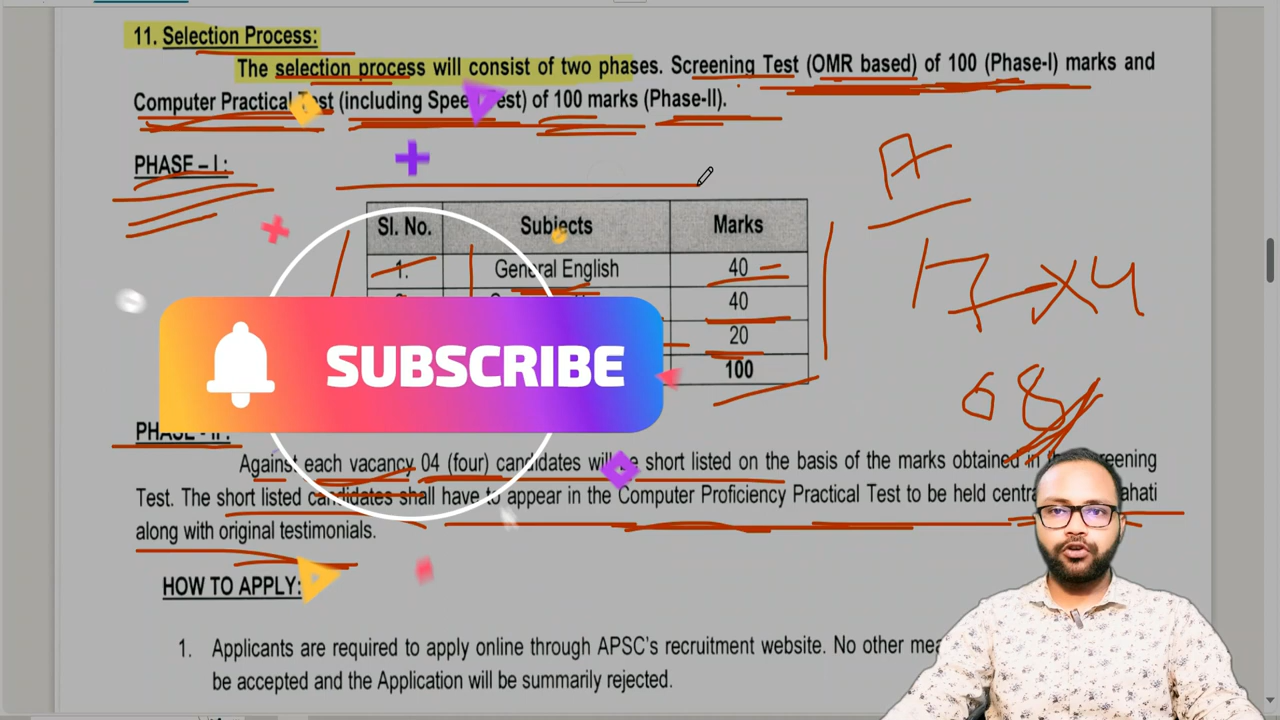 11. Selection Process:
The selection process will consist of two phases. Screening Test (OMR based) of 100 (Phase-I) marks and
Computer Practical Test (including Speed Test) of 100 marks (Phase-II).
PHASE – I:
A
Sl. No. Subjects Marks
1. General English 40
40
20
100
17 x 4
68
SUBSCRIBE
PHASE - II:
Against each vacancy 04 (four) candidates will be short listed on the basis of the marks obtained in the Screening
Test. The short listed candidates shall have to appear in the Computer Proficiency Practical Test to be held
along with original testimonials.
HOW TO APPLY:
1. Applicants are required to apply online through APSC's recruitment website. No other
be accepted and the Application will be summarily rejected.